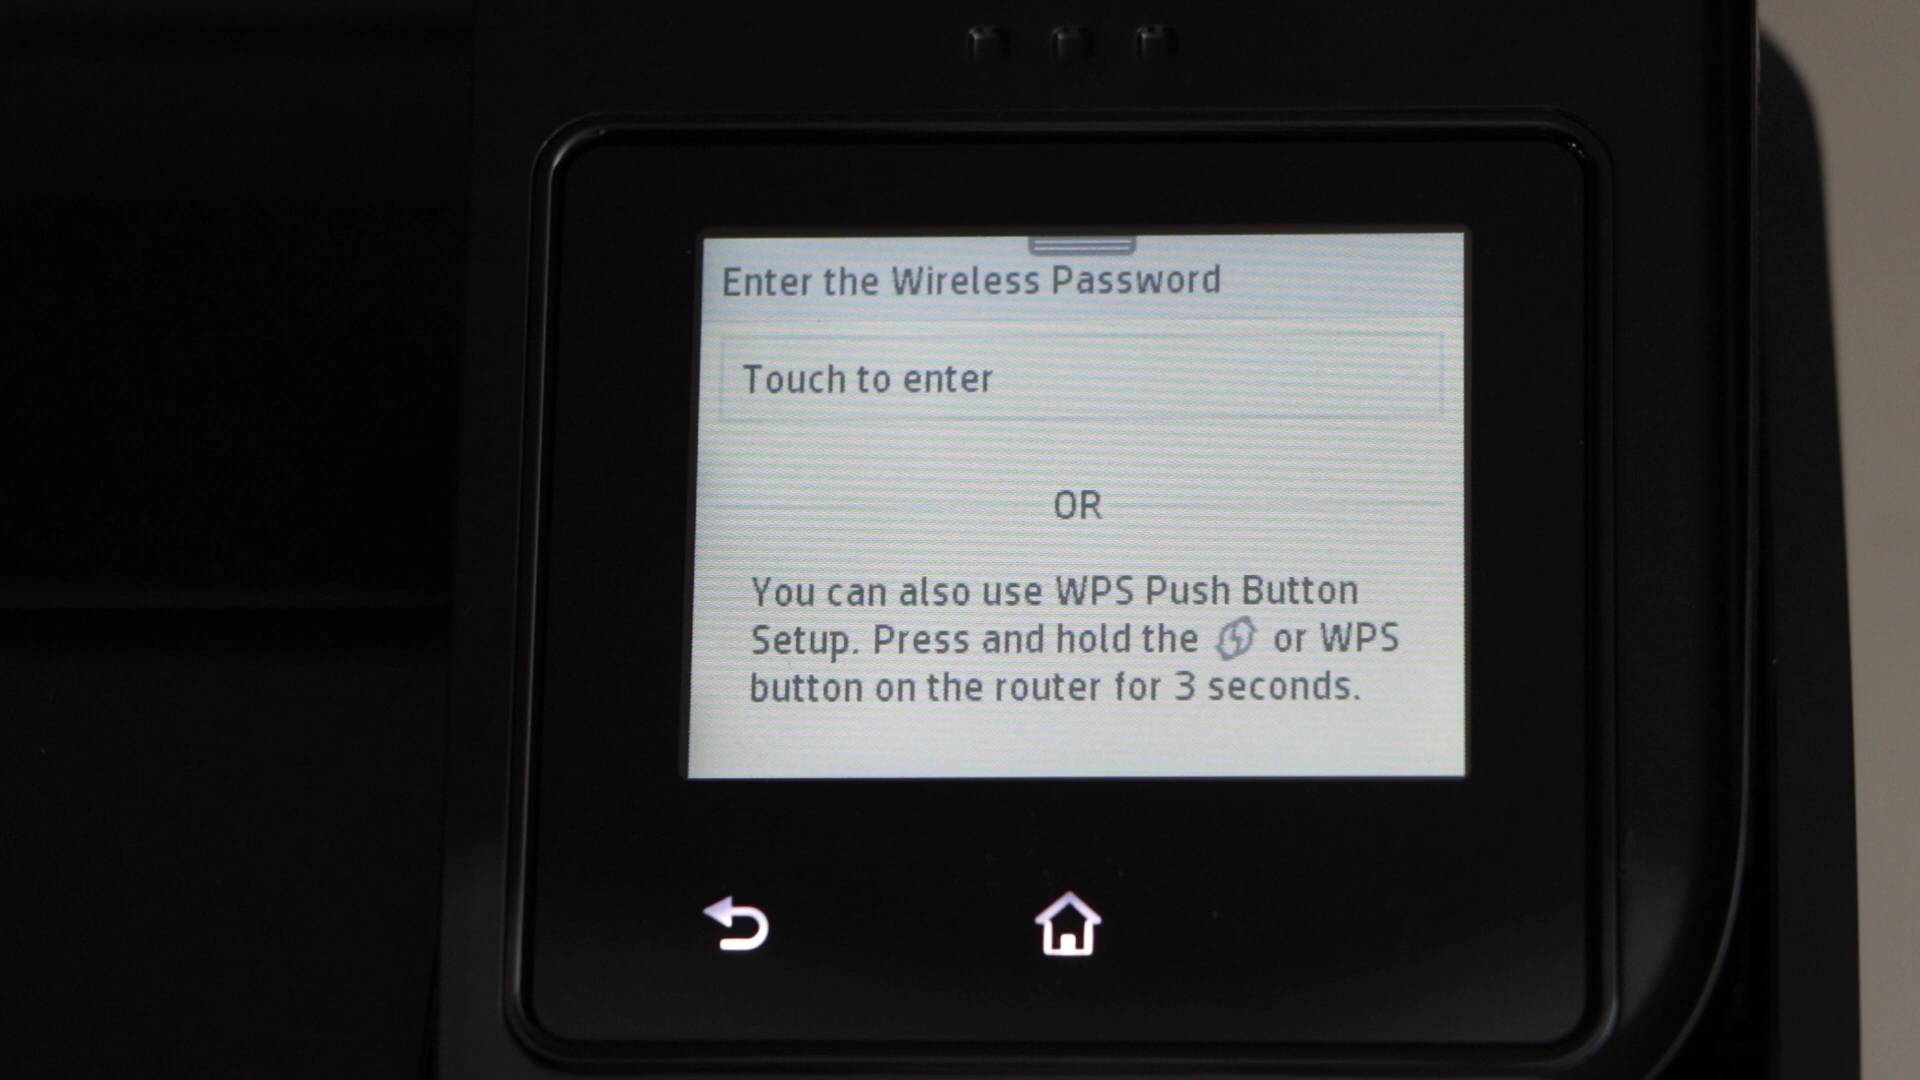 Enter the Wireless Password
Touch to enter
OR
You can also use WPS Push Button
Setup. Press and hold the or WPS
button on the router for 3 seconds.